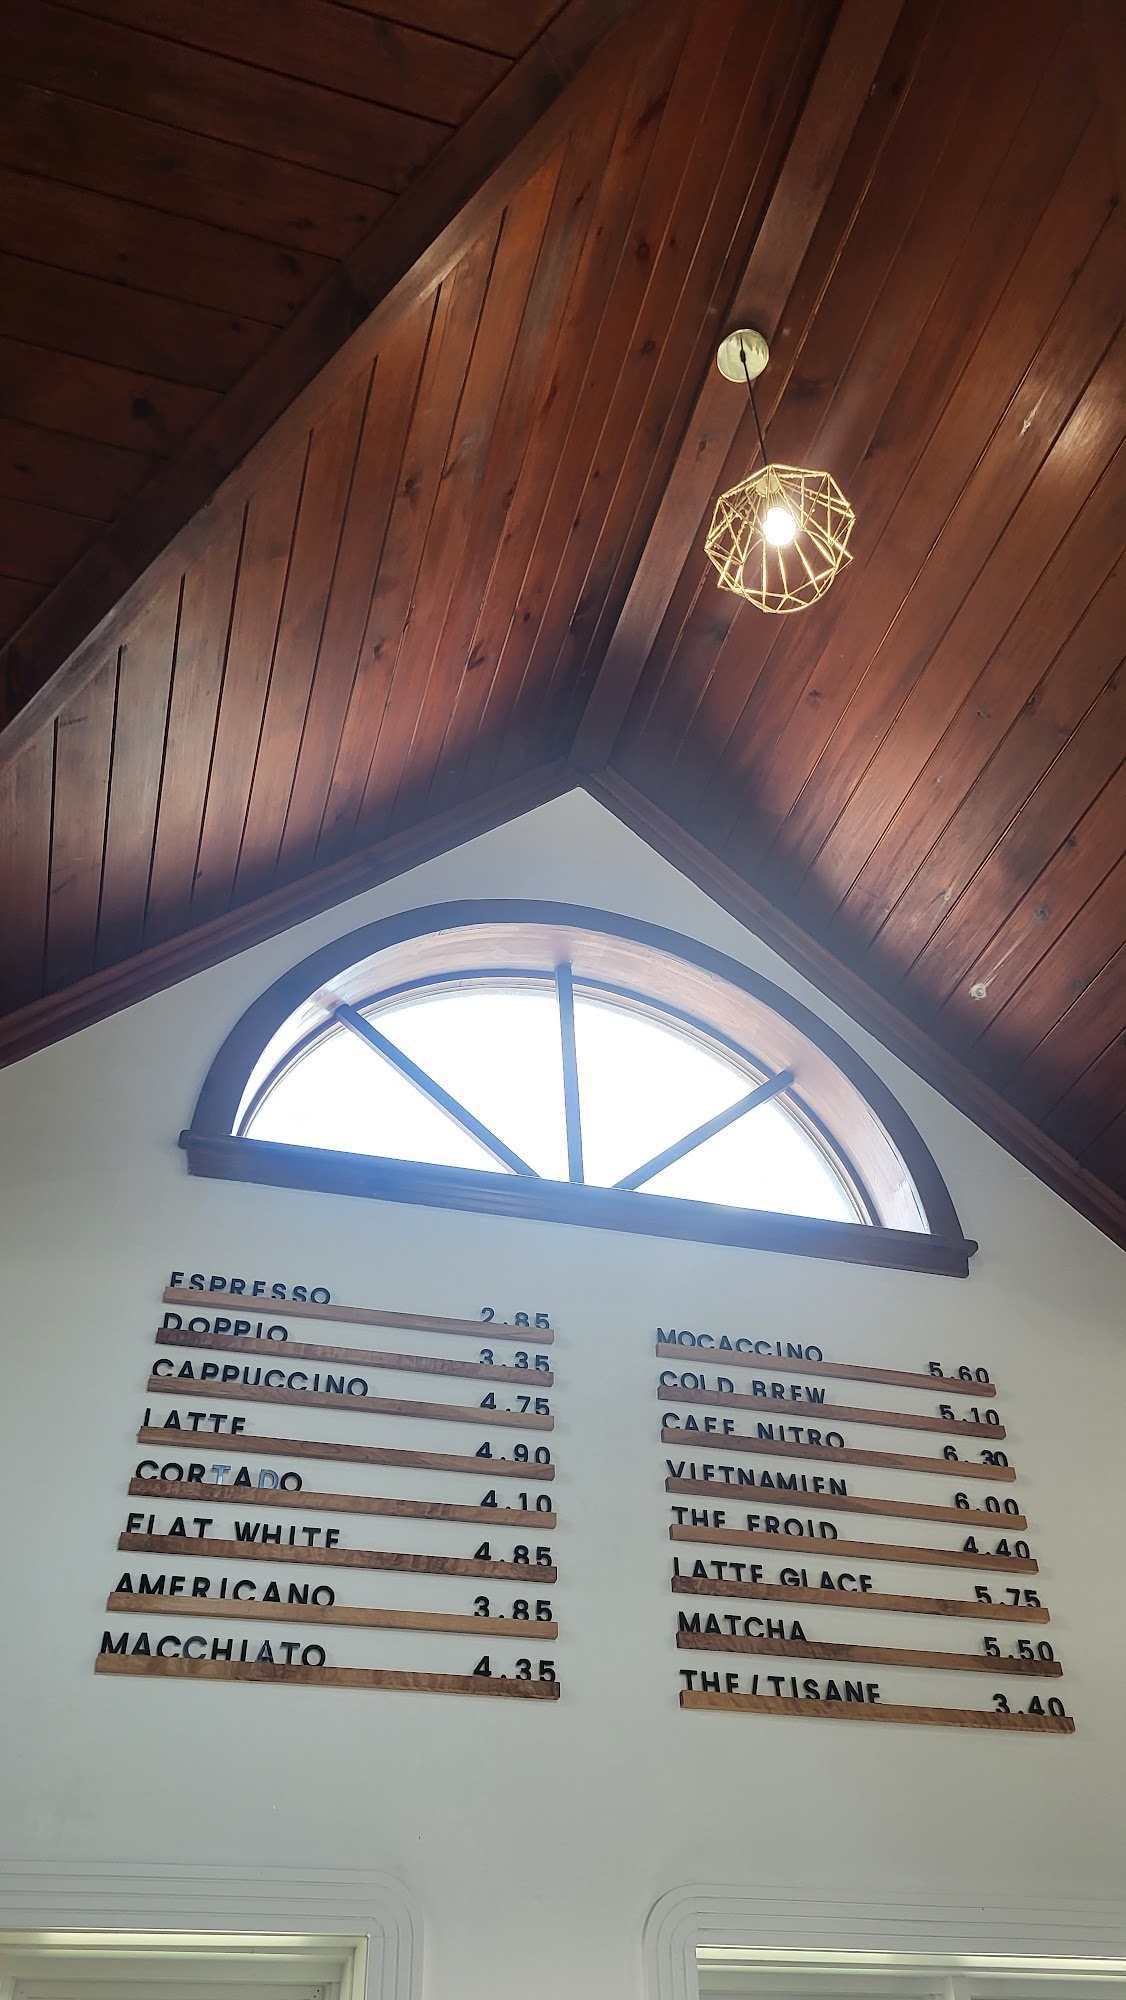 ESPRESSO 2.85
DOPPIO 3.35
CAPPUCCINO 4.75
LATTE 4.90
CORTADO 4.10
FLAT WHITE 4.85
AMERICANO 3.85
MACCHIATO 4.35
MOCACCINO 5.60
COLD BREW 5.10
CAFE NITRO 6.30
VIETNAMIEN 6.00
THE FROID 4.40
LATTE GLACE 5.75
MATCHA 5.50
THE/TISANE 3.40